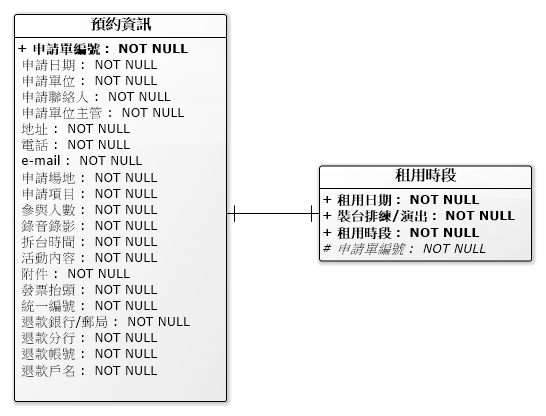 預約資訊
+ 申請單編號： NOT NULL
申請日期： NOT NULL
申請單位： NOT NULL
申請聯絡人： NOT NULL
申請單位主管： NOT NULL
地址： NOT NULL
電話： NOT NULL
e-mail： NOT NULL
申請場地： NOT NULL
申請項目： NOT NULL
參與人數： NOT NULL
錄音錄影： NOT NULL
拆台時間： NOT NULL
活動內容： NOT NULL
附件： NOT NULL
發票抬頭： NOT NULL
統一編號： NOT NULL
退款銀行/郵局： NOT NULL
退款分行： NOT NULL
退款帳號： NOT NULL
退款戶名： NOT NULL
租用時段
+ 租用日期： NOT NULL
+ 裝台排練/演出： NOT NULL
+ 租用時段： NOT NULL
# 申請單編號： NOT NULL